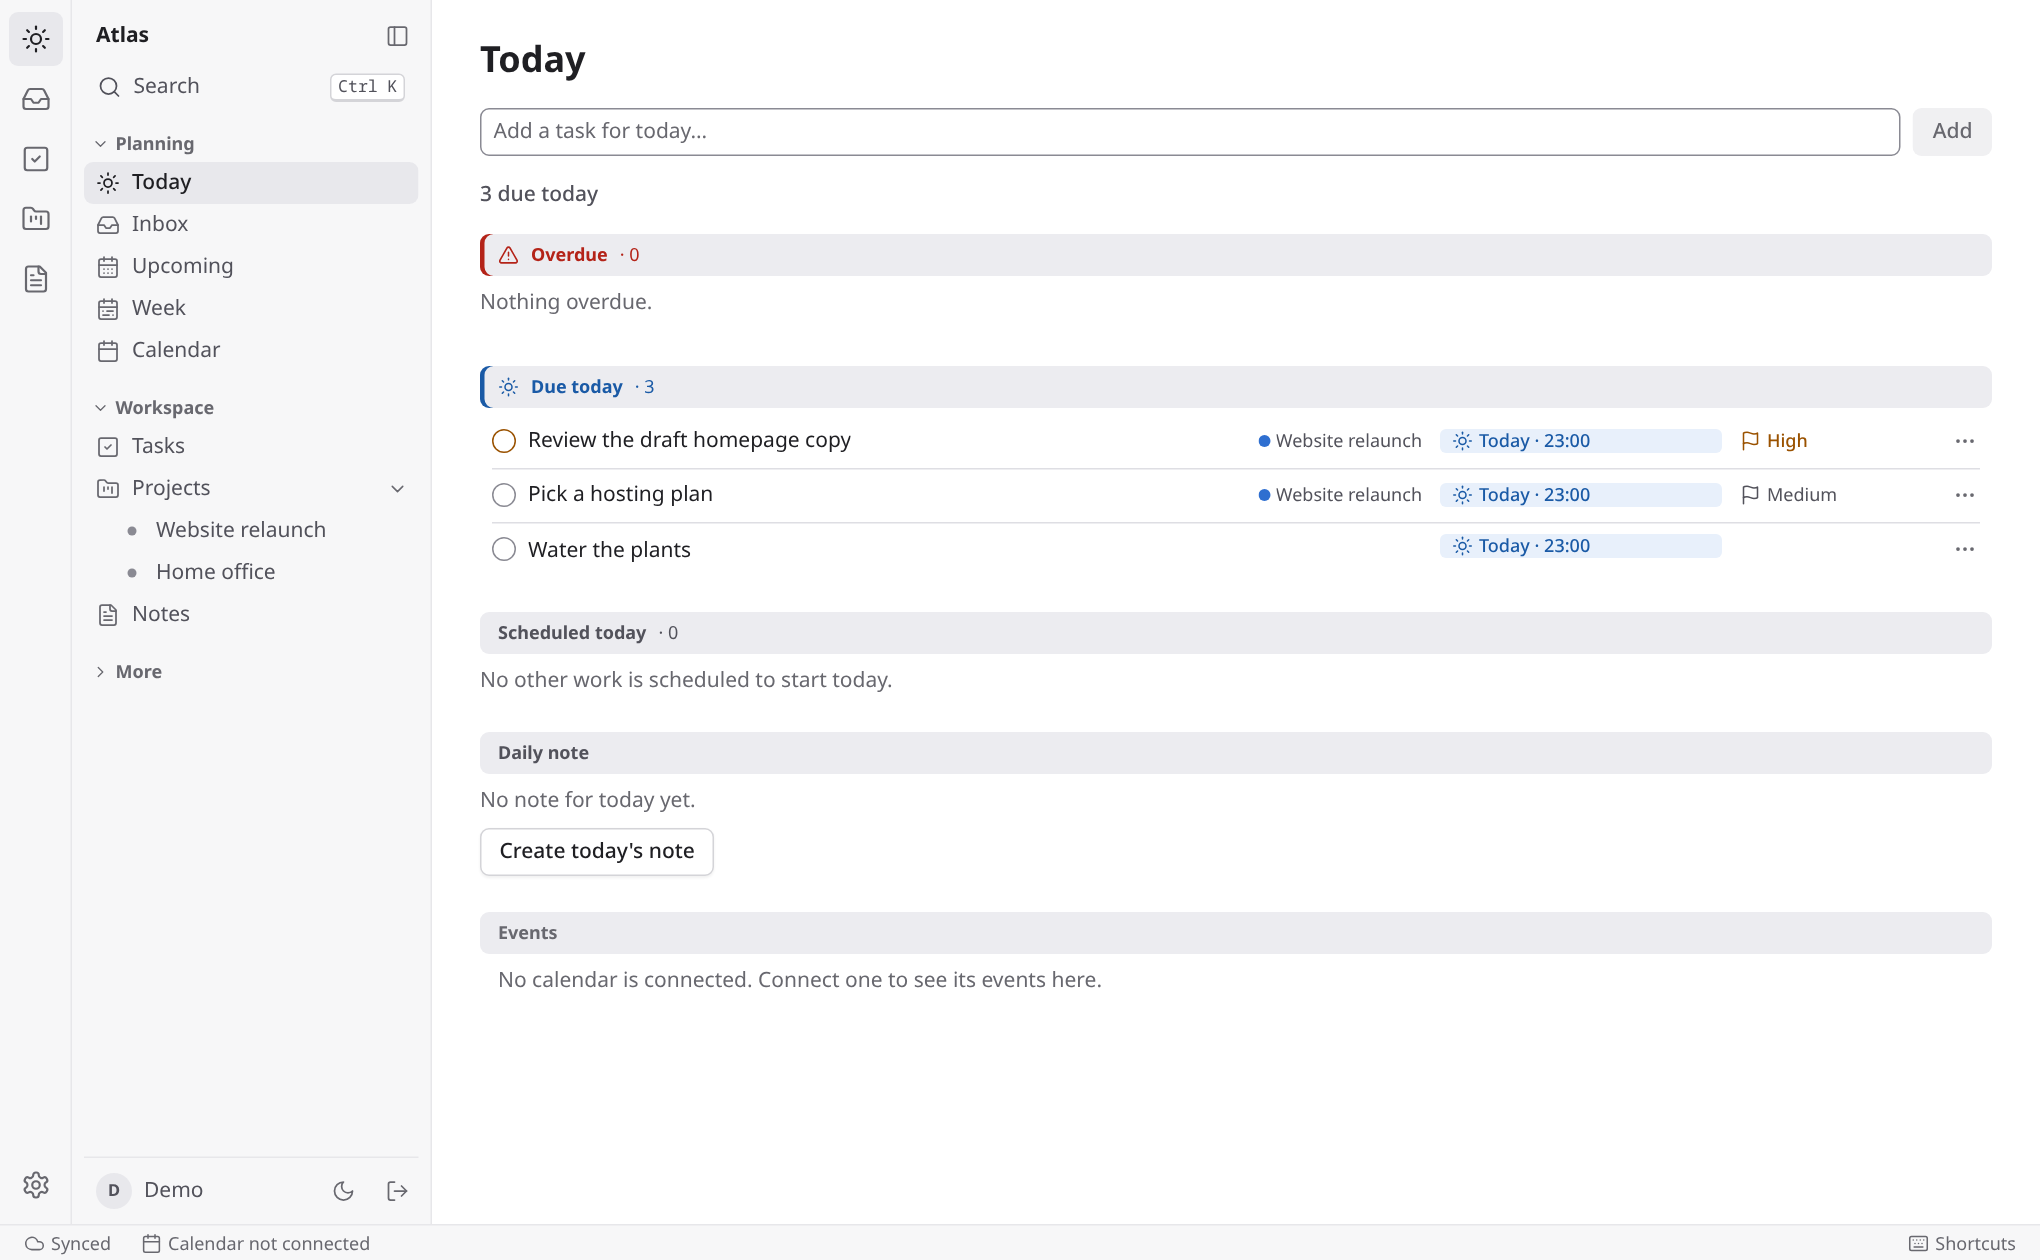 Atlas
Search
Ctrl K
Planning
Today
Inbox
Upcoming
Week
Calendar
Workspace
Tasks
Projects
Website relaunch
Home office
Notes
More
D
Demo
Today
Add a task for today...
Add
3 due today
Overdue · 0
Nothing overdue.
Due today · 3
Review the draft homepage copy Website relaunch Today · 23:00 High
Pick a hosting plan Website relaunch Today · 23:00 Medium
Water the plants Today · 23:00
Scheduled today · 0
No other work is scheduled to start today.
Daily note
No note for today yet.
Create today's note
Events
No calendar is connected. Connect one to see its events here.
Synced
Calendar not connected
Shortcuts